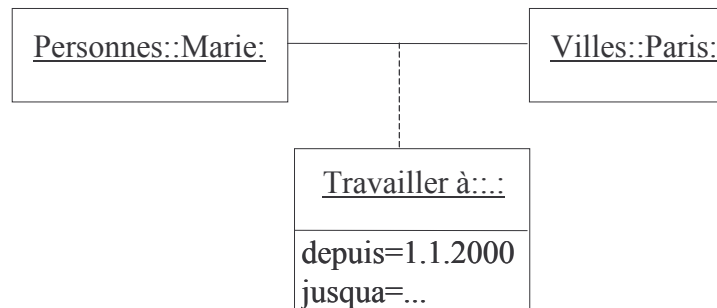 Personnes::Marie:
Villes::Paris:
Travailler à::.:
depuis=1.1.2000
jusqua=...